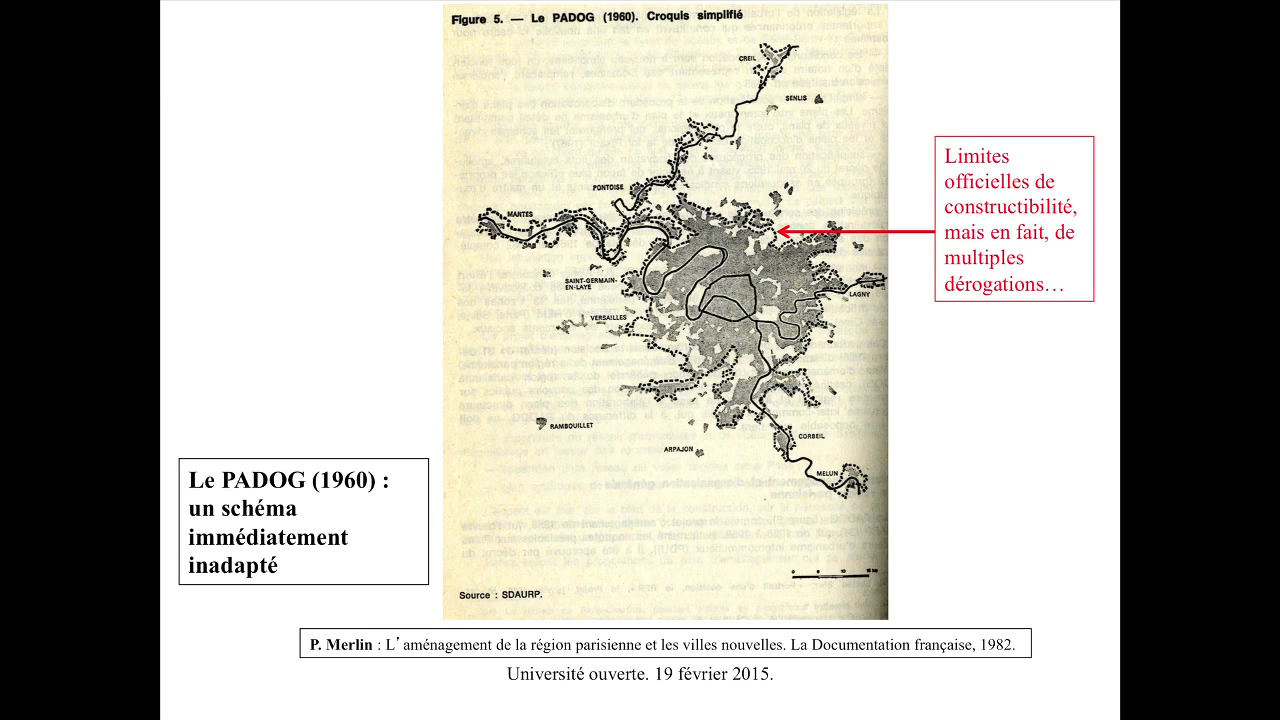 Figure 5. — Le PADOG (1960). Croquis simplifié
CREIL
SENLIS
PONTOISE
MANTES
SAINT-GERMAIN-
EN-LAYE
LAGNY
VERSAILLES
RAMBOUILLET
CORBEIL
ARPAJON
MELUN
Source : SDAURP.
Limites
officielles de
constructibilité,
mais en fait, de
multiples
dérogations…
Le PADOG (1960) :
un schéma
immédiatement
inadapté
P. Merlin : L’aménagement de la région parisienne et les villes nouvelles. La Documentation française, 1982.
Université ouverte. 19 février 2015.